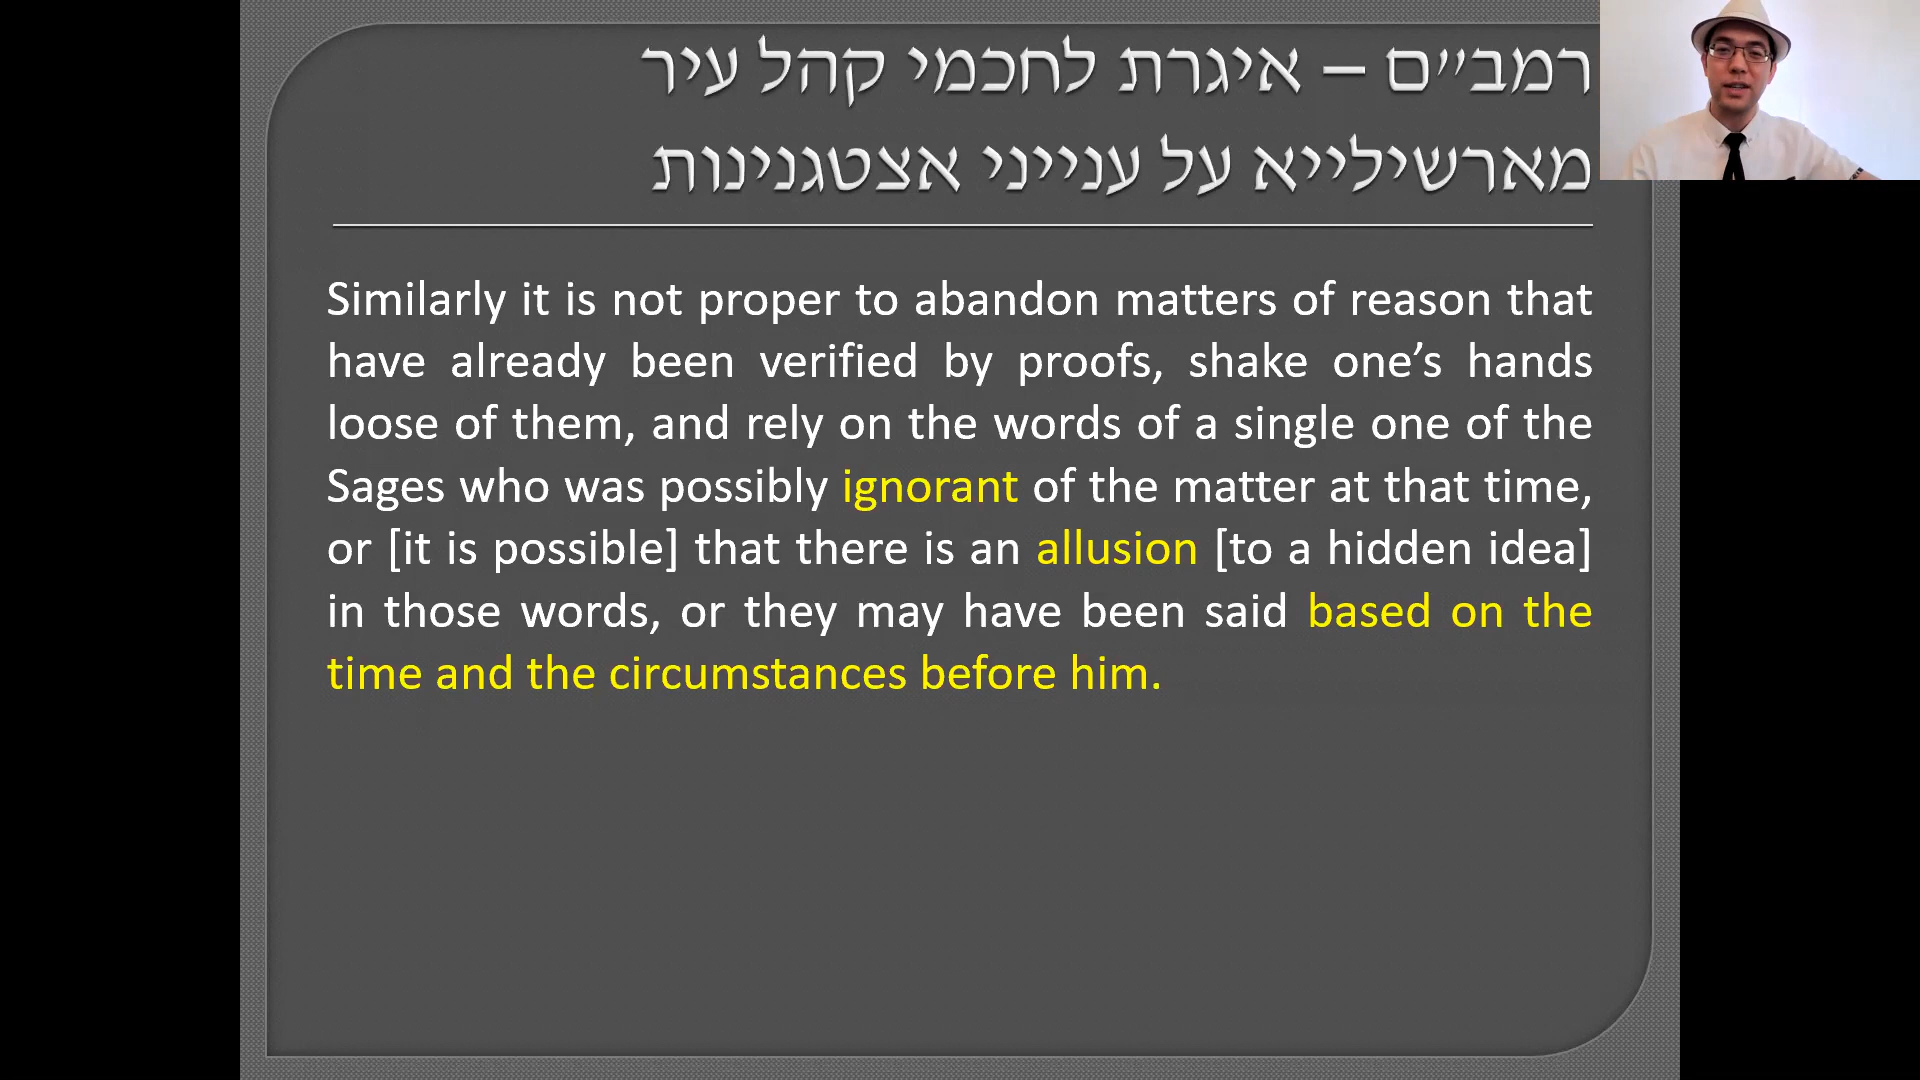 רמב״ם – איגרת לחכמי קהל עיר
מארשילייא על ענייני אצטגנינות
Similarly it is not proper to abandon matters of reason that
have already been verified by proofs, shake one’s hands
loose of them, and rely on the words of a single one of the
Sages who was possibly ignorant of the matter at that time,
or [it is possible] that there is an allusion [to a hidden idea]
in those words, or they may have been said based on the
time and the circumstances before him.